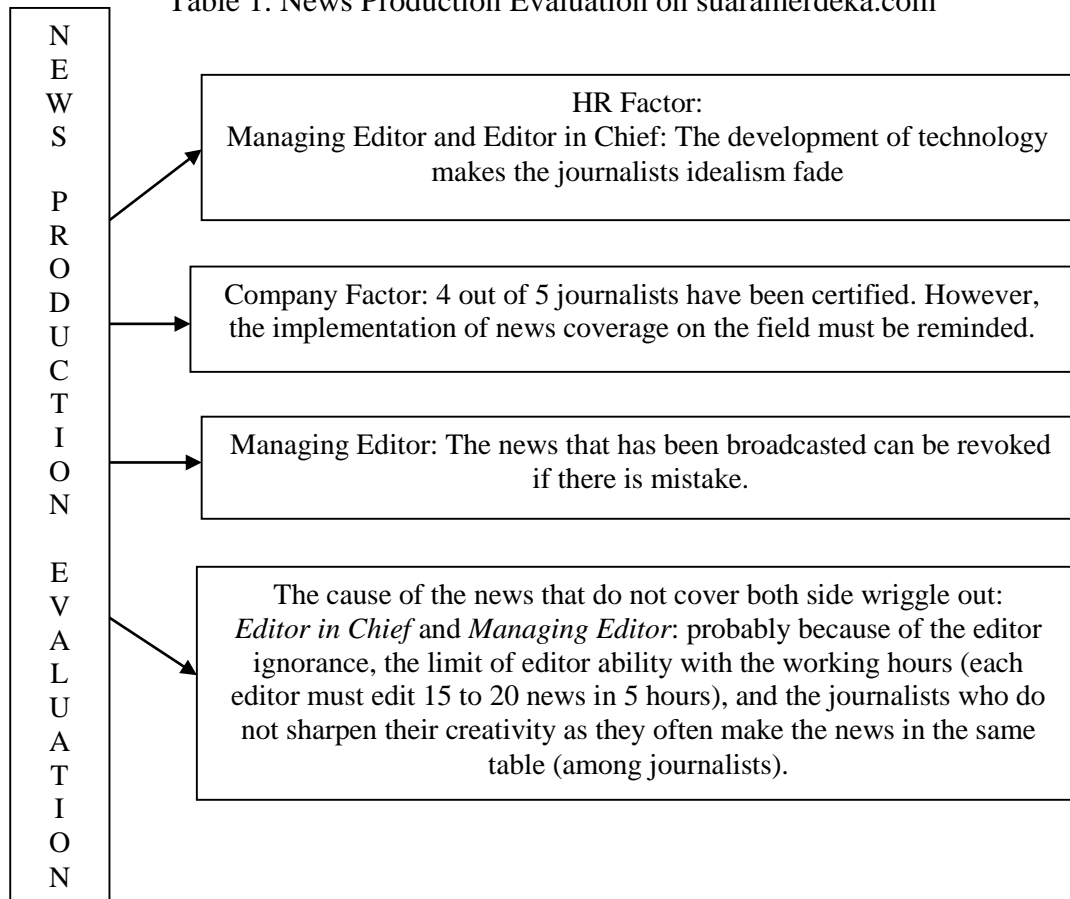 Table 1. News Production Evaluation on suaramerdeka.com
NEWS PRODUCTION EVALUATION
HR Factor:
Managing Editor and Editor in Chief: The development of technology
makes the journalists idealism fade
Company Factor: 4 out of 5 journalists have been certified. However,
the implementation of news coverage on the field must be reminded.
Managing Editor: The news that has been broadcasted can be revoked
if there is mistake.
The cause of the news that do not cover both side wriggle out:
Editor in Chief and Managing Editor: probably because of the editor
ignorance, the limit of editor ability with the working hours (each
editor must edit 15 to 20 news in 5 hours), and the journalists who do
not sharpen their creativity as they often make the news in the same
table (among journalists).